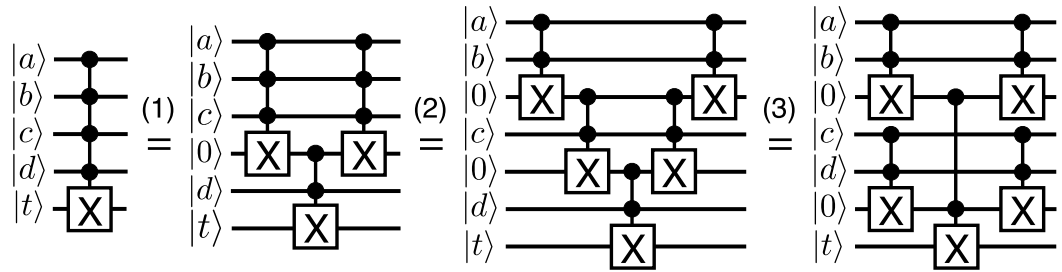 |a⟩
|b⟩
|c⟩
|d⟩
|t⟩ X
(1)
=
|a⟩
|b⟩
|c⟩
|0⟩ X X
|d⟩
|t⟩ X
(2)
=
|a⟩
|b⟩
|0⟩ X X
|c⟩
|0⟩ X X
|d⟩
|t⟩ X
(3)
=
|a⟩
|b⟩
|0⟩ X X
|c⟩
|d⟩
|0⟩ X X
|t⟩ X